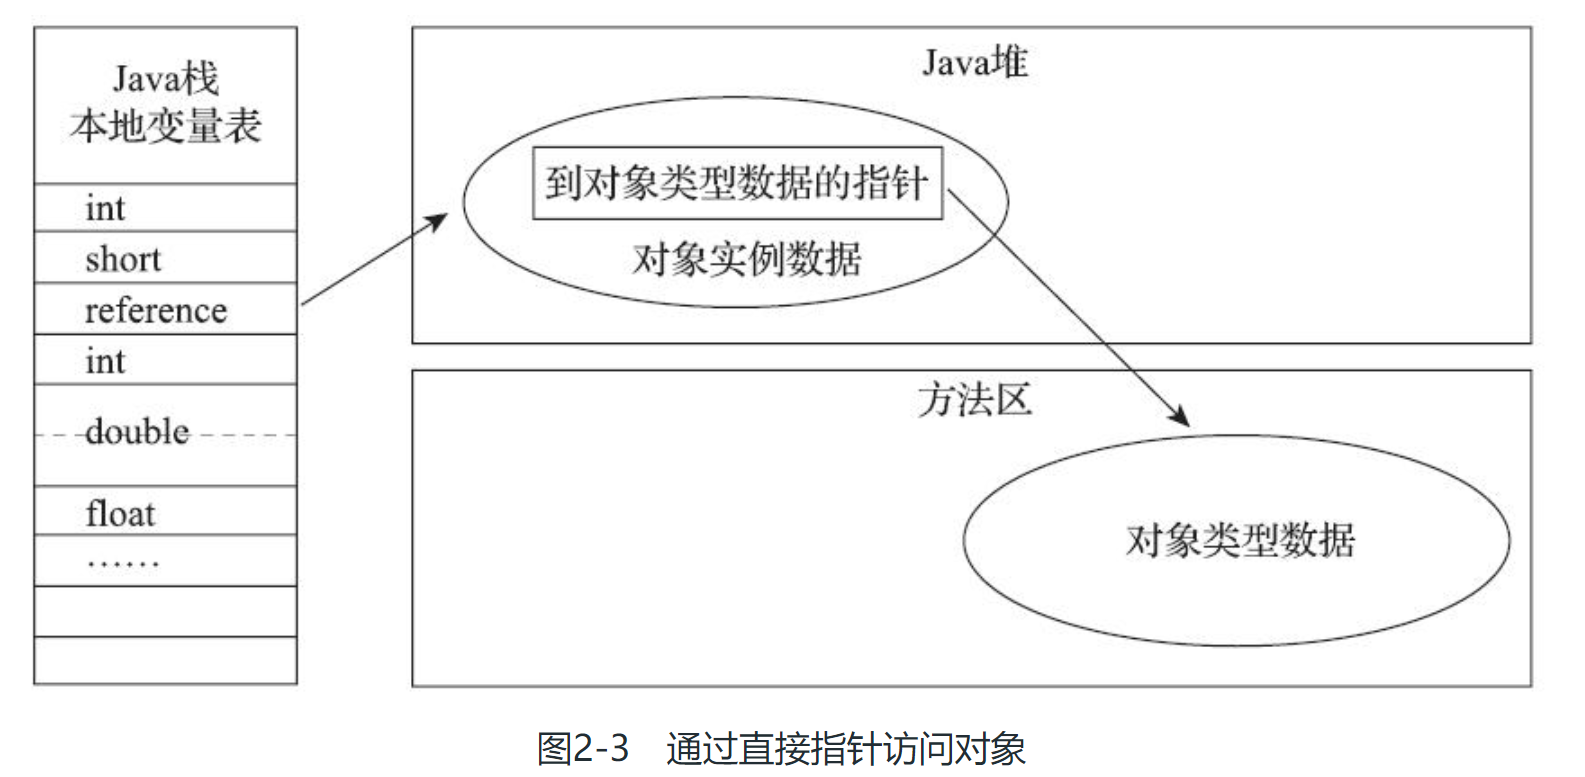 Java栈
本地变量表
int
short
reference
int
double
float
……
Java堆
到对象类型数据的指针
对象实例数据
方法区
对象类型数据
图2-3 通过直接指针访问对象